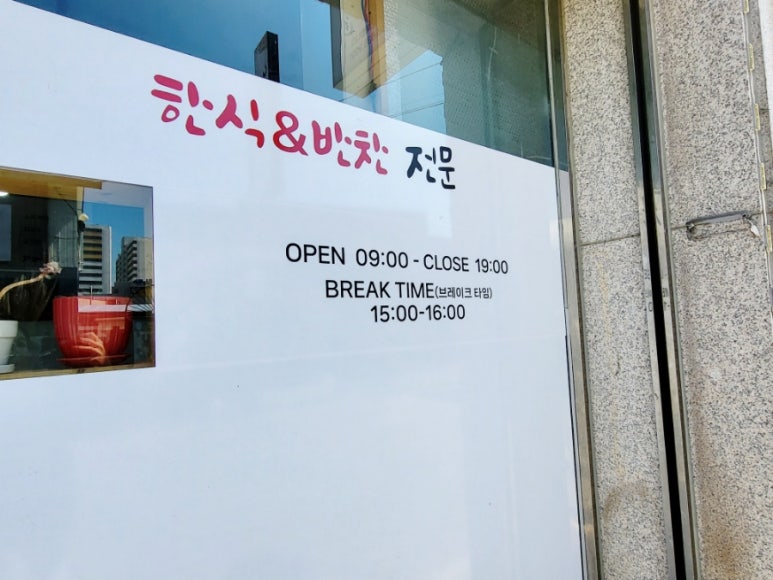 한식&반찬 전문
OPEN 09:00 - CLOSE 19:00
BREAK TIME(브레이크 타임)
15:00-16:00